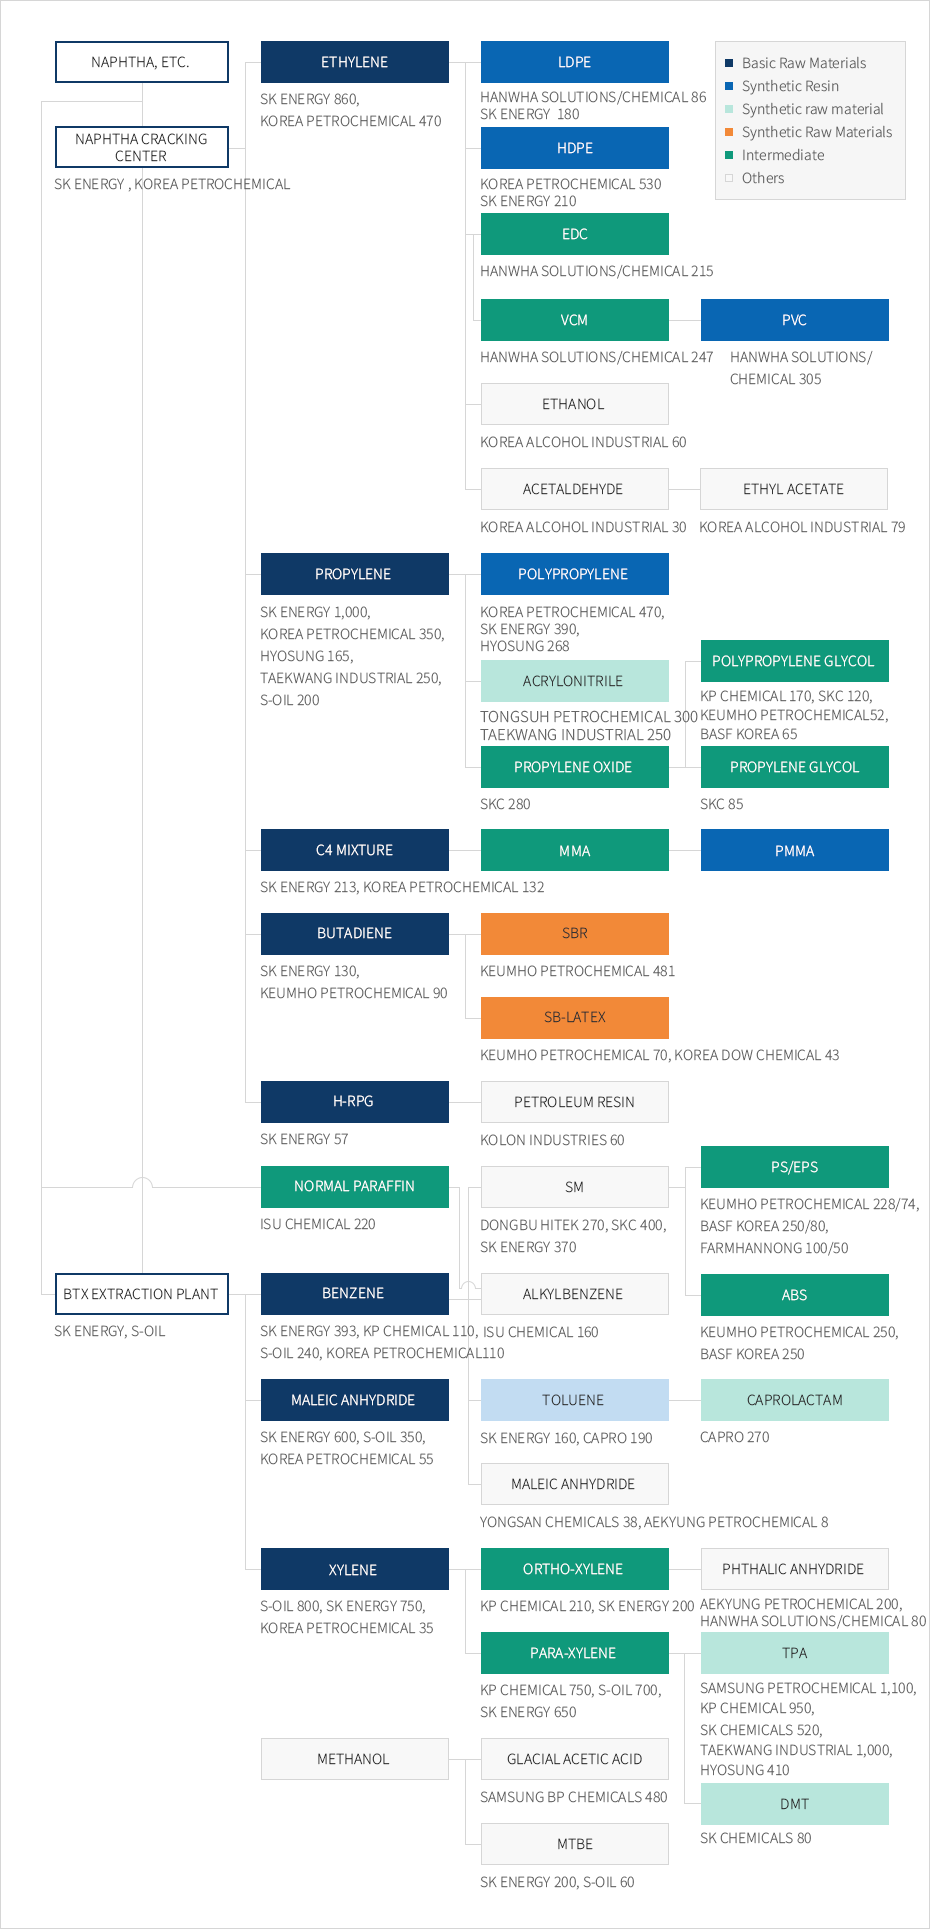 NAPHTHA, ETC.
NAPHTHA CRACKING
CENTER
SK ENERGY , KOREA PETROCHEMICAL
ETHYLENE
SK ENERGY 860,
KOREA PETROCHEMICAL 470
LDPE
HANWHA SOLUTIONS/CHEMICAL 86
SK ENERGY 180
HDPE
KOREA PETROCHEMICAL 530
SK ENERGY 210
EDC
HANWHA SOLUTIONS/CHEMICAL 215
VCM
HANWHA SOLUTIONS/CHEMICAL 247
PVC
HANWHA SOLUTIONS/
CHEMICAL 305
ETHANOL
KOREA ALCOHOL INDUSTRIAL 60
ACETALDEHYDE
KOREA ALCOHOL INDUSTRIAL 30
ETHYL ACETATE
KOREA ALCOHOL INDUSTRIAL 79
Basic Raw Materials
Synthetic Resin
Synthetic raw material
Synthetic Raw Materials
Intermediate
Others
PROPYLENE
SK ENERGY 1,000,
KOREA PETROCHEMICAL 350,
HYOSUNG 165,
TAEKWANG INDUSTRIAL 250,
S-OIL 200
POLYPROPYLENE
KOREA PETROCHEMICAL 470,
SK ENERGY 390,
HYOSUNG 268
ACRYLONITRILE
TONGSUH PETROCHEMICAL 300
TAEKWANG INDUSTRIAL 250
PROPYLENE OXIDE
SKC 280
POLYPROPYLENE GLYCOL
KP CHEMICAL 170, SKC 120,
KEUMHO PETROCHEMICAL52,
BASF KOREA 65
PROPYLENE GLYCOL
SKC 85
C4 MIXTURE
SK ENERGY 213, KOREA PETROCHEMICAL 132
MMA
PMMA
BUTADIENE
SK ENERGY 130,
KEUMHO PETROCHEMICAL 90
SBR
KEUMHO PETROCHEMICAL 481
SB-LATEX
KEUMHO PETROCHEMICAL 70, KOREA DOW CHEMICAL 43
H-RPG
SK ENERGY 57
PETROLEUM RESIN
KOLON INDUSTRIES 60
NORMAL PARAFFIN
ISU CHEMICAL 220
SM
DONGBU HITEK 270, SKC 400,
SK ENERGY 370
PS/EPS
KEUMHO PETROCHEMICAL 228/74,
BASF KOREA 250/80,
FARMHANNONG 100/50
BTX EXTRACTION PLANT
SK ENERGY, S-OIL
BENZENE
SK ENERGY 393, KP CHEMICAL 110,
S-OIL 240, KOREA PETROCHEMICAL110
ALKYLBENZENE
ISU CHEMICAL 160
ABS
KEUMHO PETROCHEMICAL 250,
BASF KOREA 250
MALEIC ANHYDRIDE
SK ENERGY 600, S-OIL 350,
KOREA PETROCHEMICAL 55
TOLUENE
SK ENERGY 160, CAPRO 190
CAPROLACTAM
CAPRO 270
MALEIC ANHYDRIDE
YONGSAN CHEMICALS 38, AEKYUNG PETROCHEMICAL 8
XYLENE
S-OIL 800, SK ENERGY 750,
KOREA PETROCHEMICAL 35
ORTHO-XYLENE
KP CHEMICAL 210, SK ENERGY 200
PHTHALIC ANHYDRIDE
AEKYUNG PETROCHEMICAL 200,
HANWHA SOLUTIONS/CHEMICAL 80
PARA-XYLENE
KP CHEMICAL 750, S-OIL 700,
SK ENERGY 650
TPA
SAMSUNG PETROCHEMICAL 1,100,
KP CHEMICAL 950,
SK CHEMICALS 520,
TAEKWANG INDUSTRIAL 1,000,
HYOSUNG 410
METHANOL
GLACIAL ACETIC ACID
SAMSUNG BP CHEMICALS 480
DMT
SK CHEMICALS 80
MTBE
SK ENERGY 200, S-OIL 60